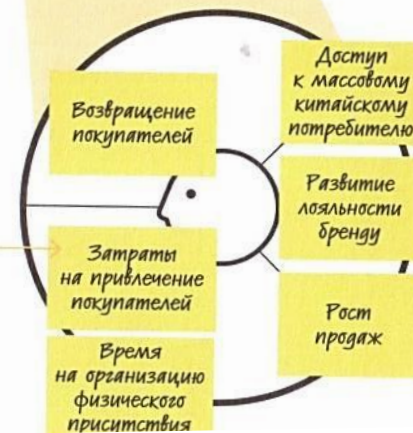 Возвращение
покупателей
Затраты
на привлечение
покупателей
Время
на организацию
физического
присутствия
Доступ
к массовому
китайскому
потребителю
Развитие
лояльности
бренду
Рост
продаж